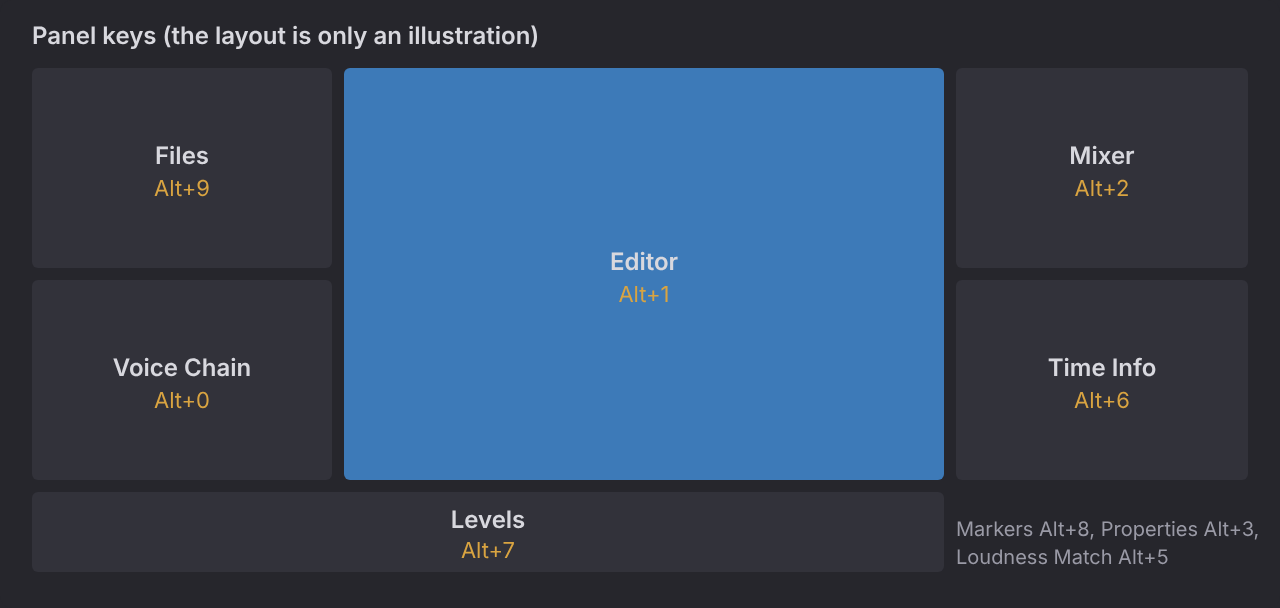 Panel keys (the layout is only an illustration)
Files
Alt+9
Editor
Alt+1
Mixer
Alt+2
Voice Chain
Alt+0
Time Info
Alt+6
Levels
Alt+7
Markers Alt+8, Properties Alt+3,
Loudness Match Alt+5